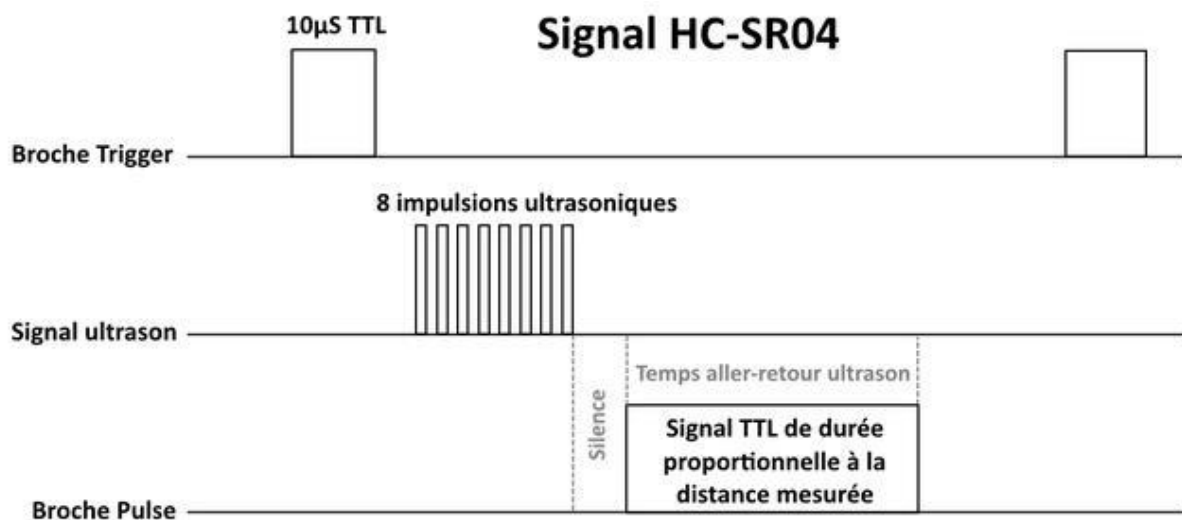 10µS TTL
Signal HC-SR04
Broche Trigger
8 impulsions ultrasoniques
Signal ultrason
Silence
Temps aller-retour ultrason
Signal TTL de durée
proportionnelle à la
distance mesurée
Broche Pulse